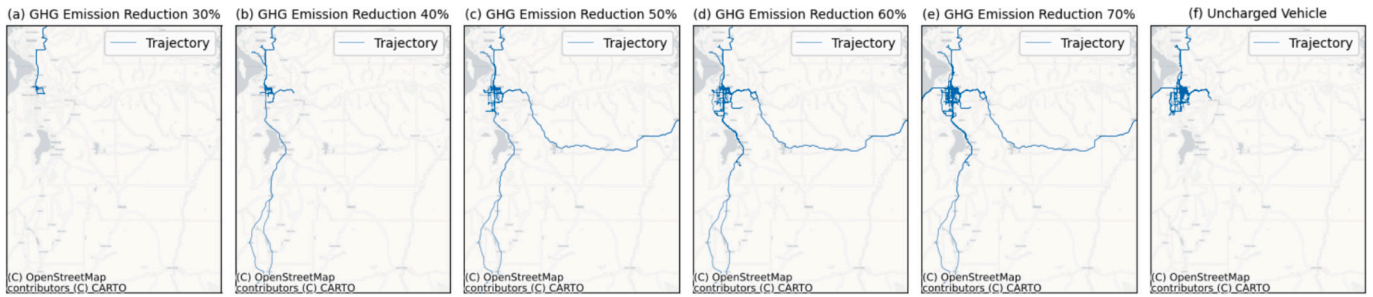 (a) GHG Emission Reduction 30%
Trajectory
(C) OpenStreetMap
contributors (C) CARTO
(b) GHG Emission Reduction 40%
Trajectory
(C) OpenStreetMap
contributors (C) CARTO
(c) GHG Emission Reduction 50%
Trajectory
(C) OpenStreetMap
contributors (C) CARTO
(d) GHG Emission Reduction 60%
Trajectory
(C) OpenStreetMap
contributors (C) CARTO
(e) GHG Emission Reduction 70%
Trajectory
(C) OpenStreetMap
contributors (C) CARTO
(f) Uncharged Vehicle
Trajectory
(C) OpenStreetMap
contributors (C) CARTO